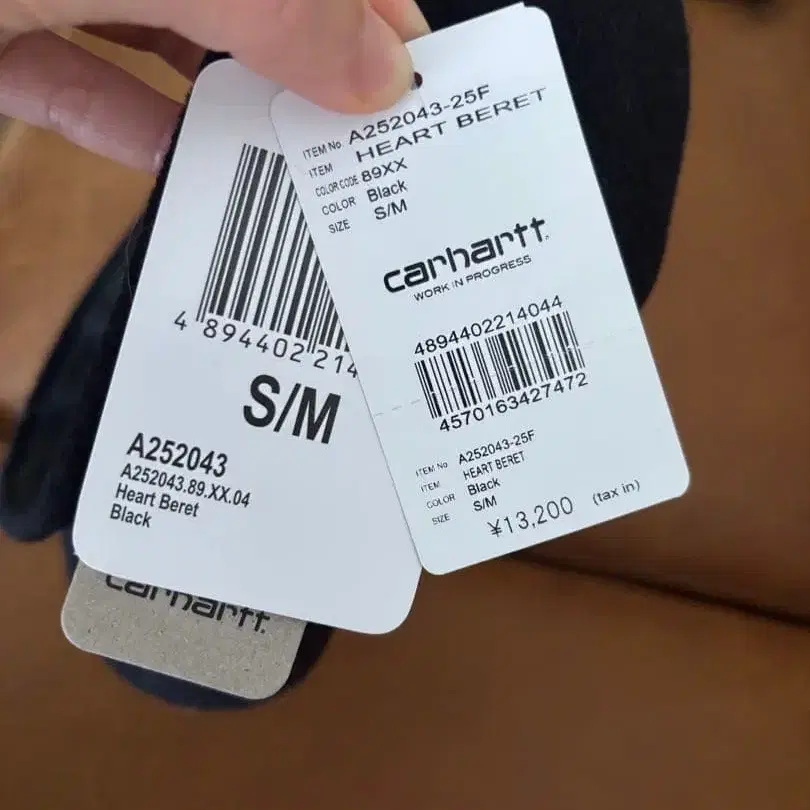 ITEM No A252043-25F
ITEM HEART BERET
COLOR CODE 89XX
COLOR Black
SIZE S/M
carhartt.
WORK IN PROGRESS
4894402214044
4570163427472
ITEM No A252043-25F
ITEM HEART BERET
COLOR Black
SIZE S/M
¥13,200 (tax in)
4 894402 214
S/M
A252043
A252043.89.XX.04
Heart Beret
Black
carhartt.